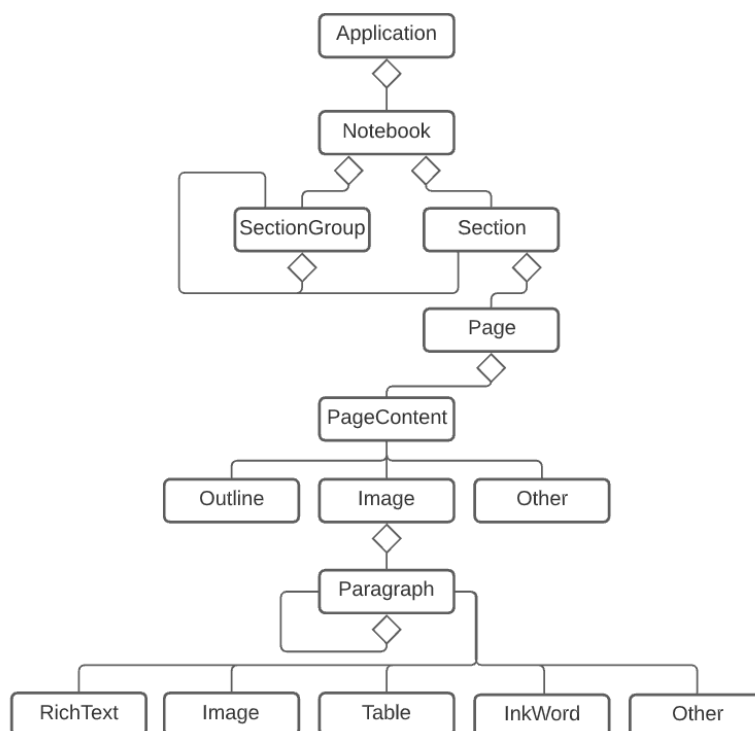 Application
Notebook
SectionGroup
Section
Page
PageContent
Outline
Image
Other
Paragraph
RichText
Image
Table
InkWord
Other